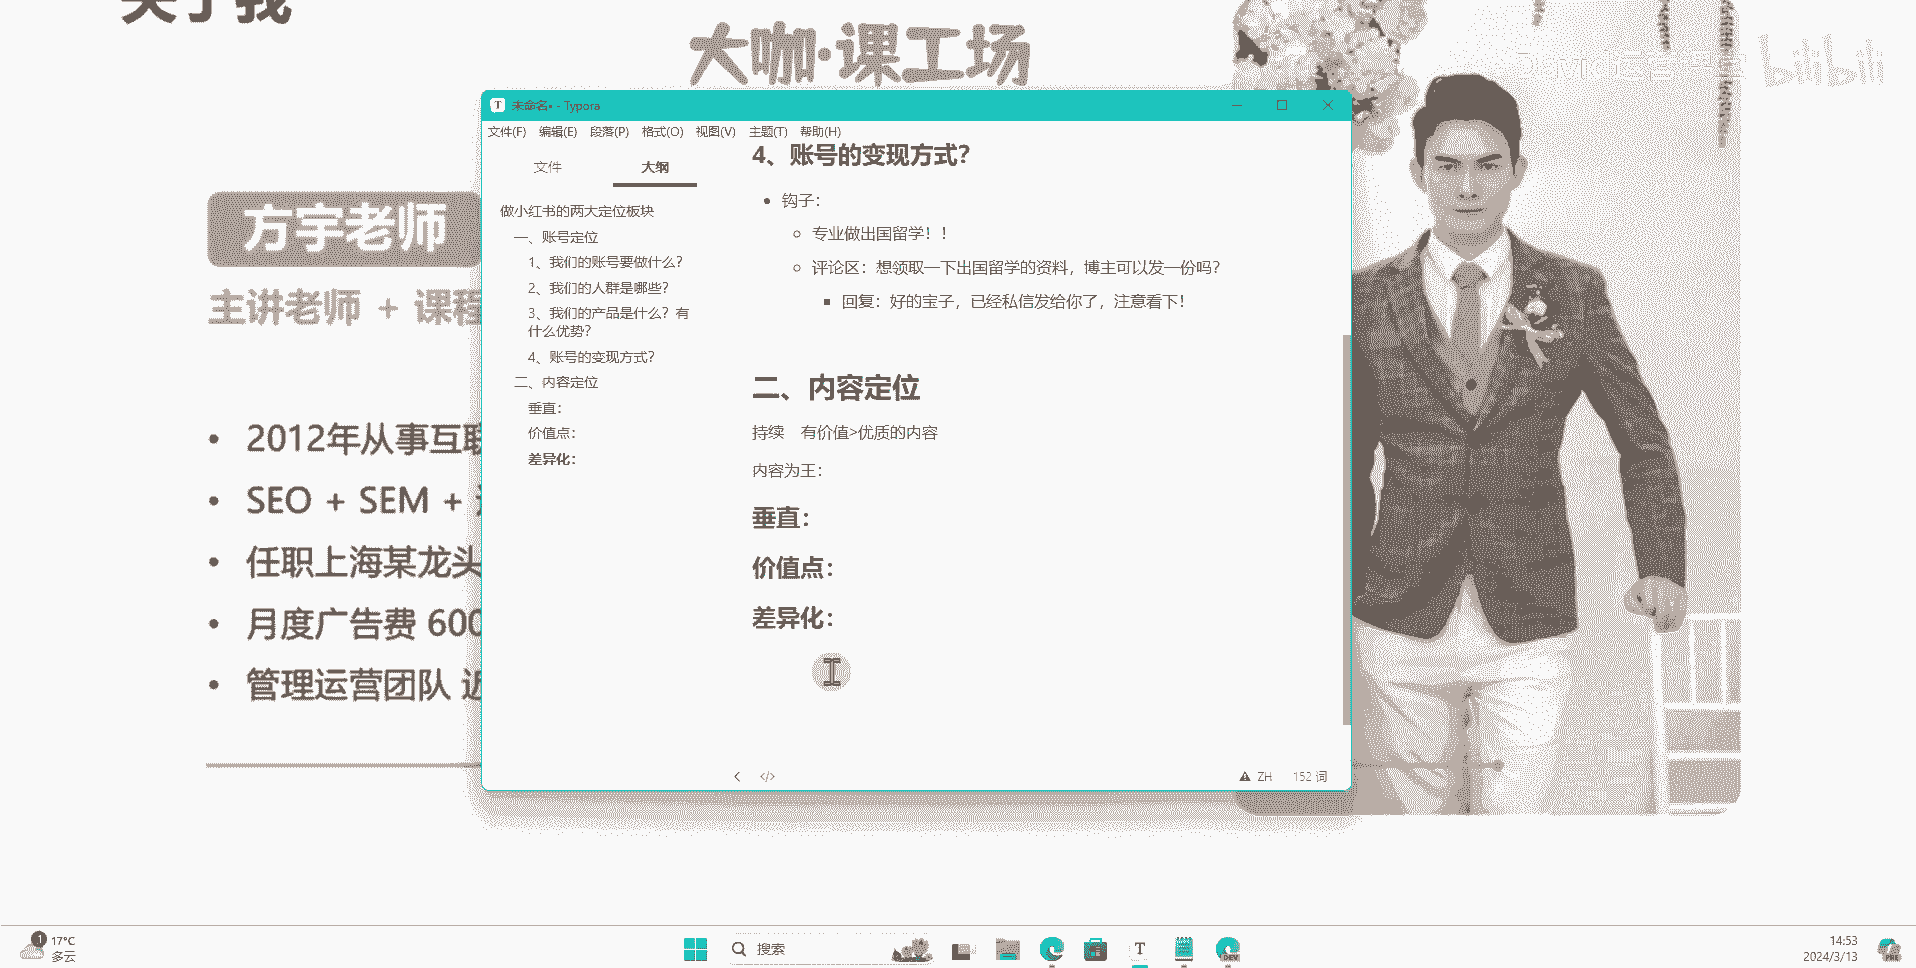 关于我
大咖·课工场
bilibili
未命名• - Typora
文件(F) 编辑(E) 段落(P) 格式(O) 视图(V) 主题(T) 帮助(H)
文件 大纲
做小红书的两大定位板块
一、账号定位
1、我们的账号要做什么？
2、我们的人群是哪些？
3、我们的产品是什么？有
什么优势？
4、账号的变现方式？
二、内容定位
垂直：
价值点：
差异化：
4、账号的变现方式？
钩子：
专业做出国留学！！
评论区：想领取一下出国留学的资料，博主可以发一份吗？
回复：好的宝子，已经私信发给你了，注意看下！
二、内容定位
持续 有价值>优质的内容
内容为王：
垂直：
价值点：
差异化：
ZH 152 词
方宇老师
主讲老师 + 课程
2012年从事互联
SEO + SEM +
任职上海某龙头
月度广告费 600
管理运营团队 近
1
17°C
多云
搜索
T
DEV
14:53
2024/3/13
PRE